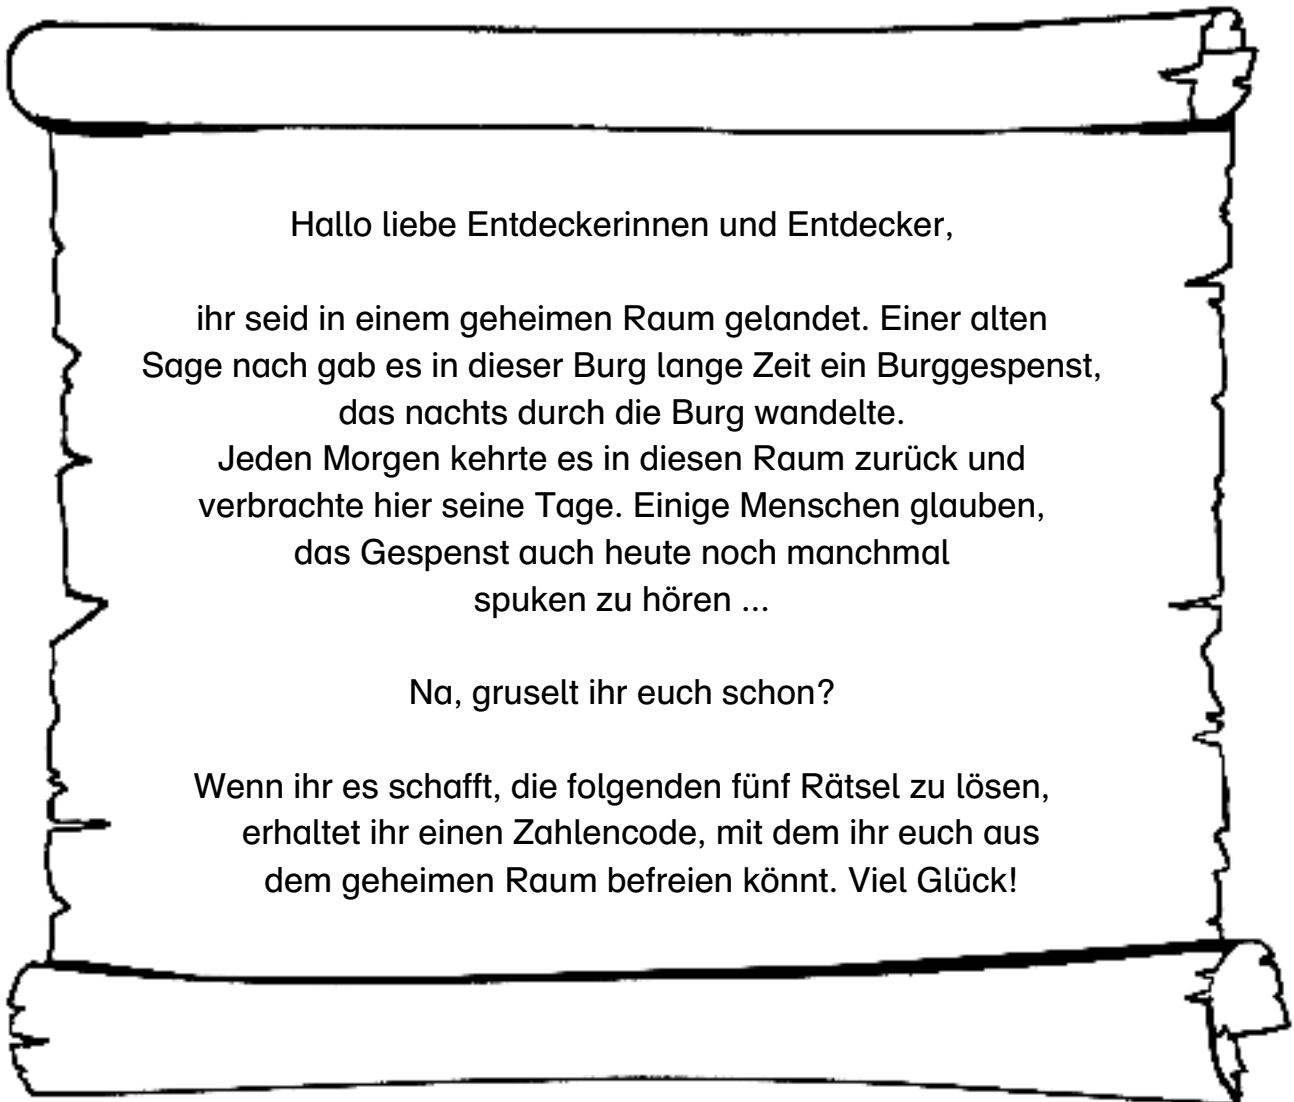 Hallo liebe Entdeckerinnen und Entdecker,
ihr seid in einem geheimen Raum gelandet. Einer alten
Sage nach gab es in dieser Burg lange Zeit ein Burggespenst,
das nachts durch die Burg wandelte.
Jeden Morgen kehrte es in diesen Raum zurück und
verbrachte hier seine Tage. Einige Menschen glauben,
das Gespenst auch heute noch manchmal
spuken zu hören ...
Na, gruselt ihr euch schon?
Wenn ihr es schafft, die folgenden fünf Rätsel zu lösen,
erhaltet ihr einen Zahlencode, mit dem ihr euch aus
dem geheimen Raum befreien könnt. Viel Glück!